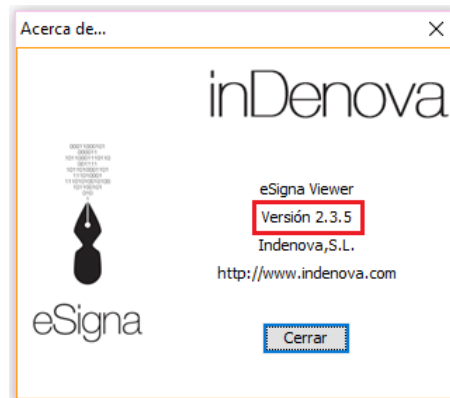 Acerca de...
inDenova
eSigna Viewer
Versión 2.3.5
Indenova,S.L.
http://www.indenova.com
eSigna
Cerrar